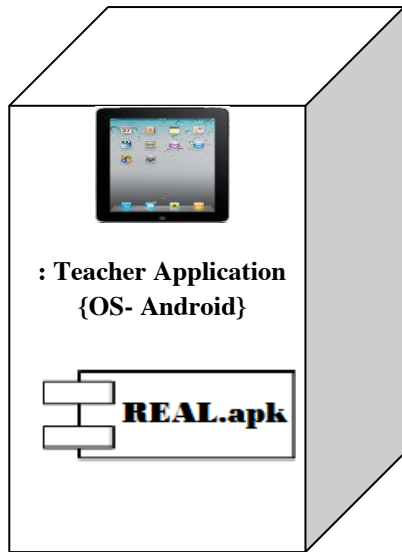 : Teacher Application
{OS- Android}
REAL.apk